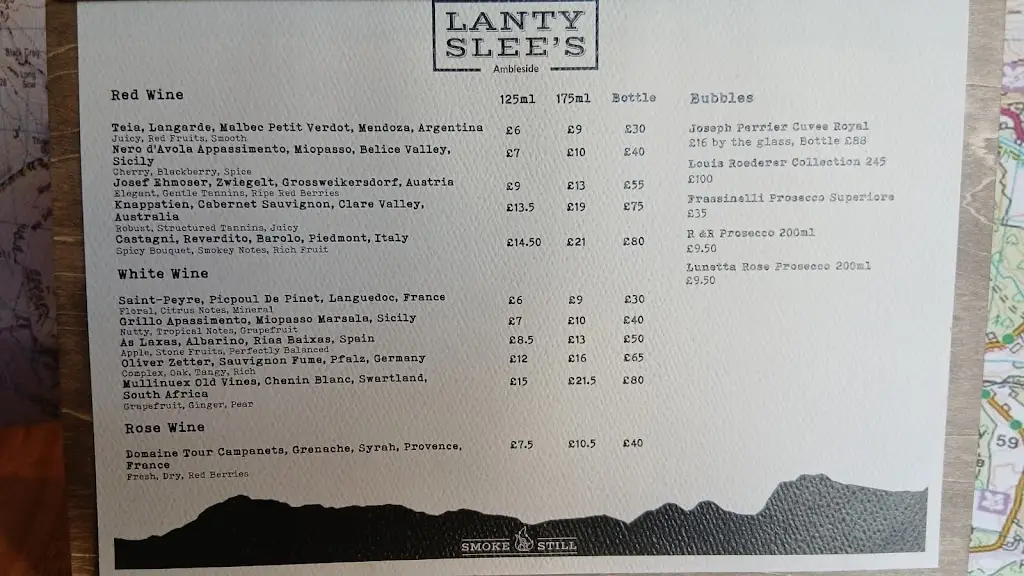 LANTY
SLEE'S
Ambleside
Red Wine 125ml 175ml Bottle
Teia, Langarde, Malbec Petit Verdot, Mendoza, Argentina £6 £9 £30
Juicy, Red Fruits, Smooth
Nero d'Avola Appassimento, Miopasso, Belice Valley, £7 £10 £40
Sicily
Cherry, Blackberry, Spice
Josef Ehmoser, Zwiegelt, Grossweikersdorf, Austria £9 £13 £55
Elegant, Gentle Tannins, Ripe Red Berries
Knappstien, Cabernet Sauvignon, Clare Valley, £13.5 £19 £75
Australia
Robust, Structured Tannins, Juicy
Castagni, Reverdito, Barolo, Piedmont, Italy £14.50 £21 £80
Spicy Bouquet, Smokey Notes, Rich Fruit
White Wine
Saint-Peyre, Picpoul De Pinet, Languedoc, France £6 £9 £30
Floral, Citrus Notes, Mineral
Grillo Apassimento, Miopasso Marsala, Sicily £7 £10 £40
Nutty, Tropical Notes, Grapefruit
As Laxas, Albarino, Rias Baixas, Spain £8.5 £13 £50
Apple, Stone Fruits, Perfectly Balanced
Oliver Zetter, Sauvignon Fume, Pfalz, Germany £12 £16 £65
Complex, Oak, Tangy, Rich
Mullinuex Old Vines, Chenin Blanc, Swartland, £15 £21.5 £80
South Africa
Grapefruit, Ginger, Pear
Rose Wine
Domaine Tour Campanets, Grenache, Syrah, Provence, £7.5 £10.5 £40
France
Fresh, Dry, Red Berries
Bubbles
Joseph Perrier Cuvee Royal
£16 by the glass, Bottle £88
Louis Roederer Collection 245
£100
Frassinelli Prosecco Superiore
£35
R &R Prosecco 200ml
£9.50
Lunetta Rose Prosecco 200ml
£9.50
SMOKE & STILL
59